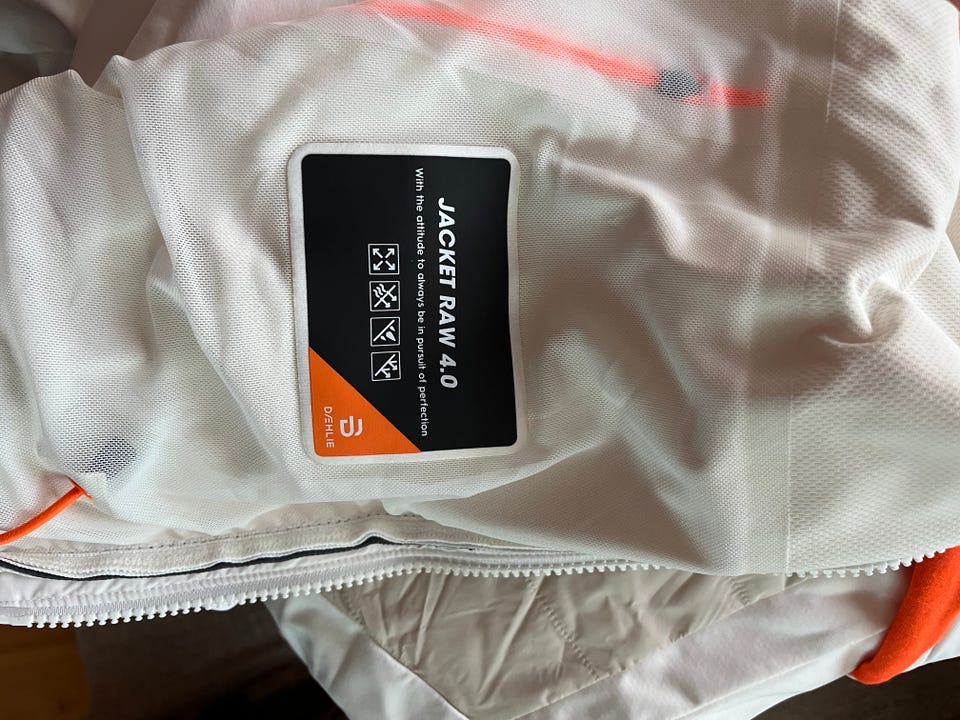 JACKET RAW 4.0
With the attitude to always be in pursuit of perfection
DÆHLIE